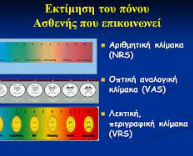 Εκτίμηση του πόνου
Ασθενής που επικοινωνεί
Αριθμητική κλίμακα
(NRS)
Οπτική αναλογική
κλίμακα (VAS)
Λεκτική,
περιγραφική κλίμακα
(VRS)